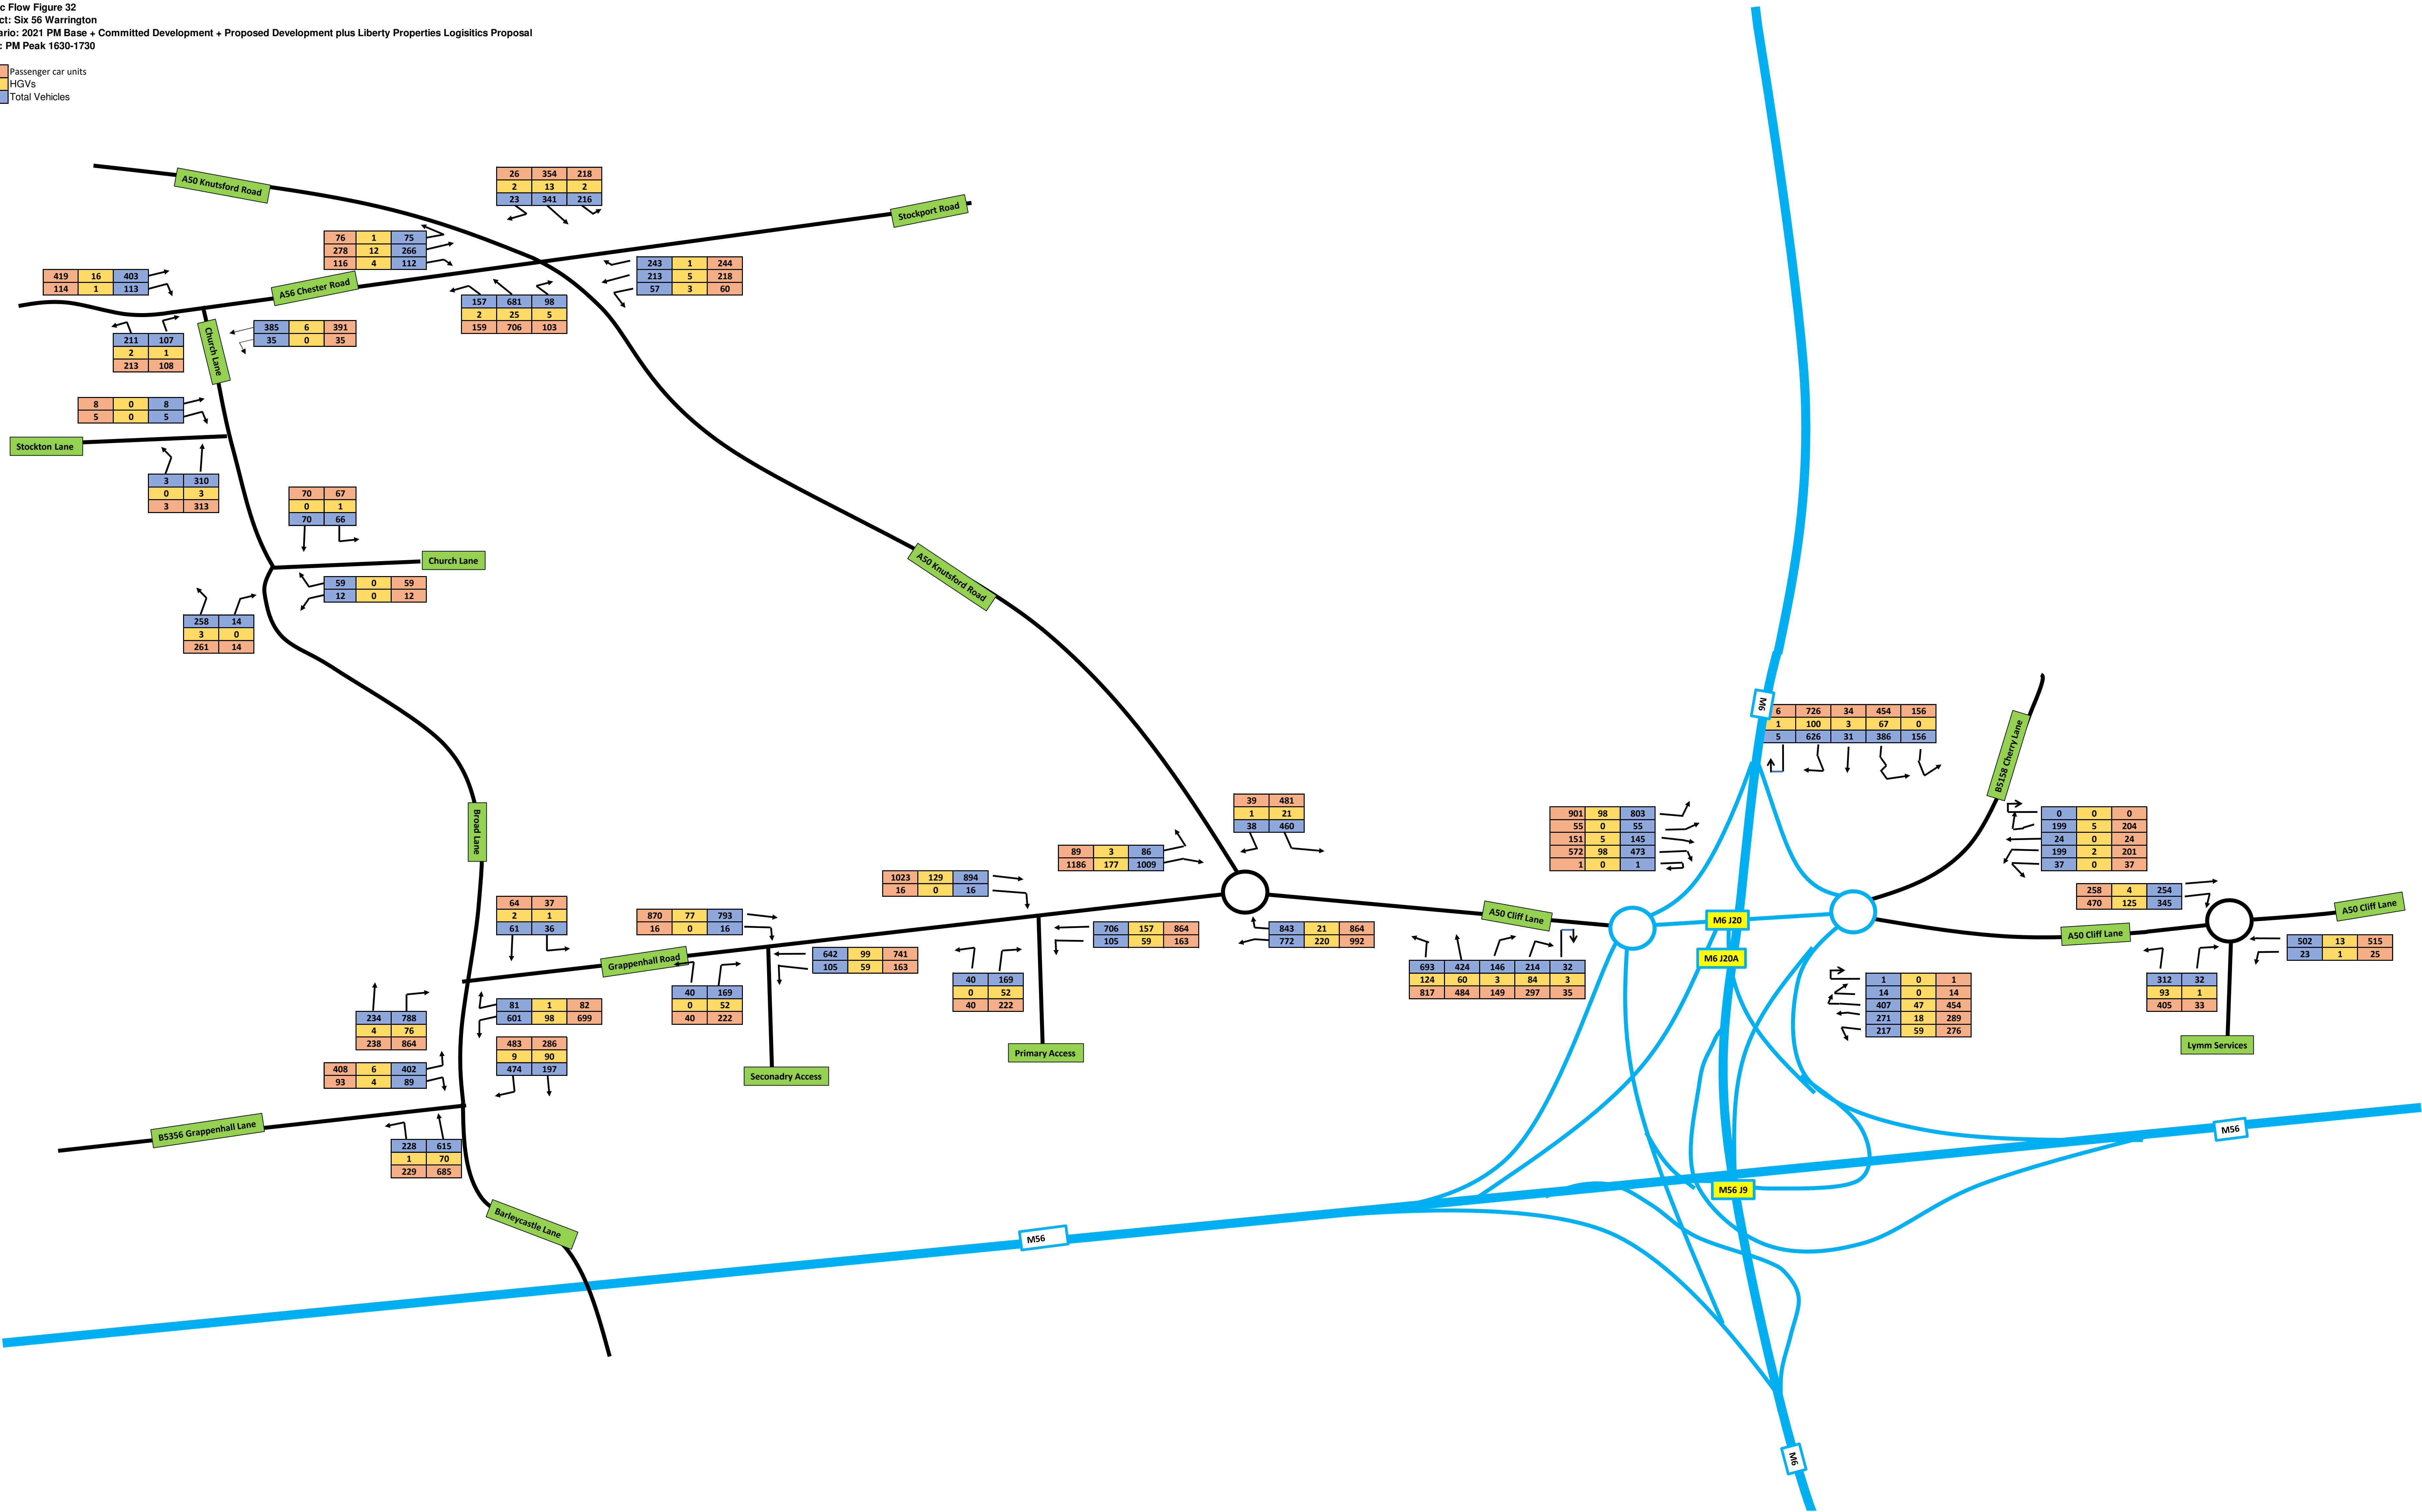 c Flow Figure 32
ct: Six 56 Warrington
ario: 2021 PM Base + Committed Development + Proposed Development plus Liberty Properties Logisitics Proposal
: PM Peak 1630-1730
Passenger car units
HGVs
Total Vehicles
A50 Knutsford Road
26 354 218
2 13 2
23 341 216
Stockport Road
76 1 75
278 12 266
116 4 112
243 1 244
213 5 218
57 3 60
419 16 403
114 1 113
A56 Chester Road
157 681 98
2 25 5
159 706 103
Church Lane
385 6 391
35 0 35
211 107
2 1
213 108
8 0 8
5 0 5
Stockton Lane
3 310
0 3
3 313
70 67
0 1
70 66
Church Lane
59 0 59
12 0 12
258 14
3 0
261 14
A50 Knutsford Road
M6
6 726 34 454 156
1 100 3 67 0
5 626 31 386 156
B5158 Cherry Lane
Broad Lane
39 481
1 21
38 460
901 98 803
55 0 55
151 5 145
572 98 473
1 0 1
0 0 0
199 5 204
24 0 24
199 2 201
37 0 37
89 3 86
1186 177 1009
1023 129 894
16 0 16
258 4 254
470 125 345
64 37
2 1
61 36
870 77 793
16 0 16
A50 Cliff Lane
M6 J20
A50 Cliff Lane
A50 Cliff Lane
706 157 864
105 59 163
843 21 864
772 220 992
502 13 515
23 1 25
Grappenhall Road
642 99 741
105 59 163
M6 J20A
693 424 146 214 32
124 60 3 84 3
817 484 149 297 35
40 169
0 52
40 222
40 169
0 52
40 222
1 0 1
14 0 14
407 47 454
271 18 289
217 59 276
312 32
93 1
405 33
81 1 82
601 98 699
234 788
4 76
238 864
483 286
9 90
474 197
Primary Access
Lymm Services
408 6 402
93 4 89
Seconadry Access
B5356 Grappenhall Lane
228 615
1 70
229 685
M56
M56 J9
Barleycastle Lane
M56
M6